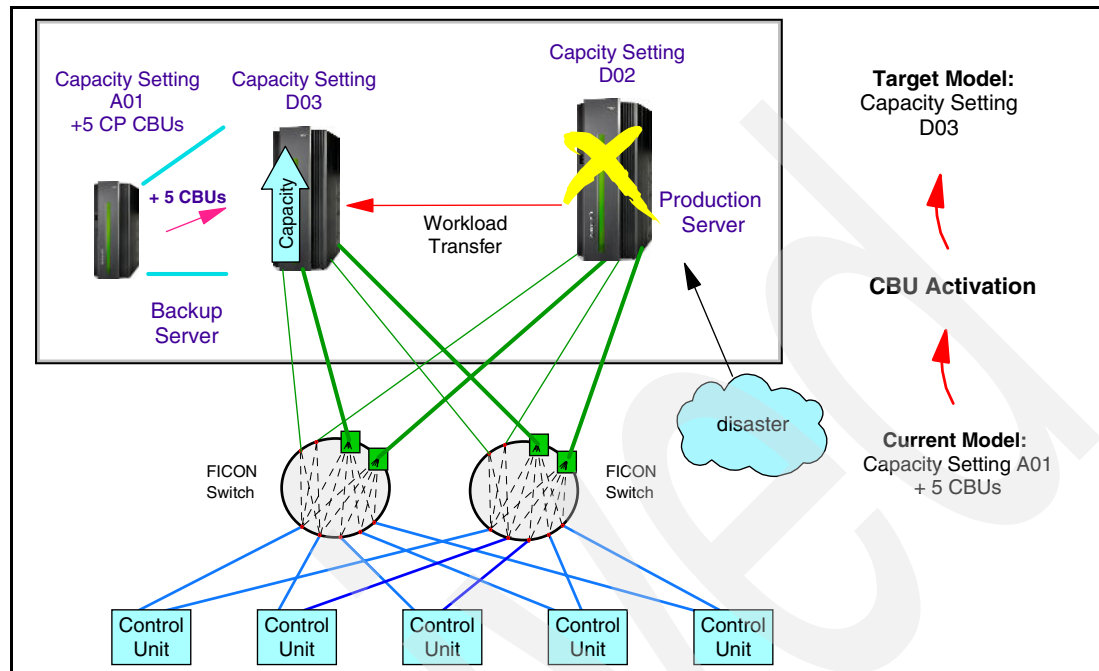 Capacity Setting
A01
+5 CP CBUs
Capacity Setting
D03
Capcity Setting
D02
Target Model:
Capacity Setting
D03
+ 5 CBUs
Capacity
Workload
Transfer
Production
Server
Backup
Server
CBU Activation
disaster
FICON
Switch
FICON
Switch
Current Model:
Capacity Setting A01
+ 5 CBUs
Control
Unit
Control
Unit
Control
Unit
Control
Unit
Control
Unit